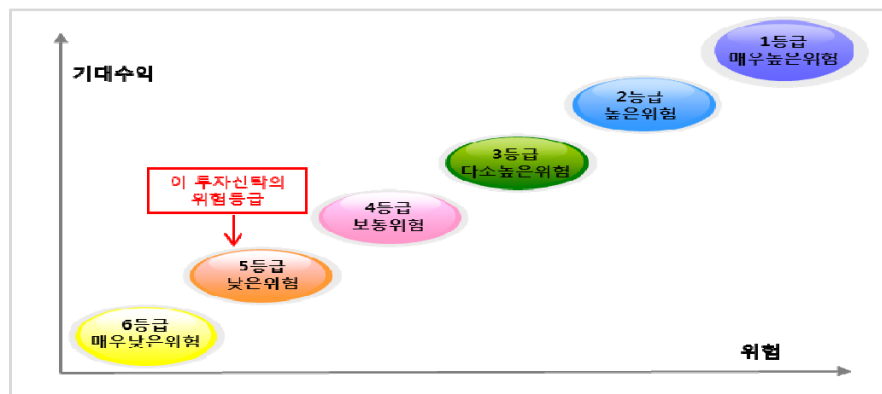 1등급
매우높은위험
기대수익
2등급
높은위험
3등급
다소높은위험
이 투자신탁의
위험등급
4등급
보통위험
5등급
낮은위험
6등급
매우낮은위험
위험